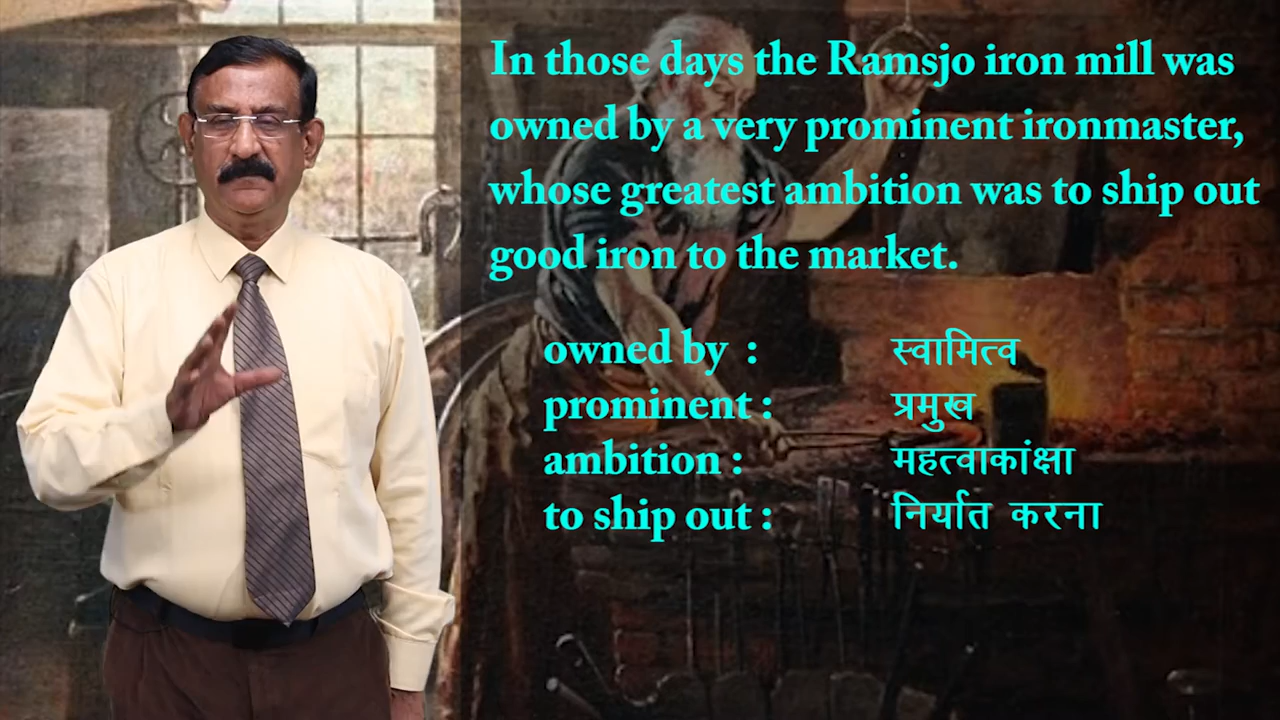 In those days the Ramsjo iron mill was
owned by a very prominent ironmaster,
whose greatest ambition was to ship out
good iron to the market.
owned by : स्वामित्व
prominent : प्रमुख
ambition : महत्वाकांक्षा
to ship out : निर्यात करना